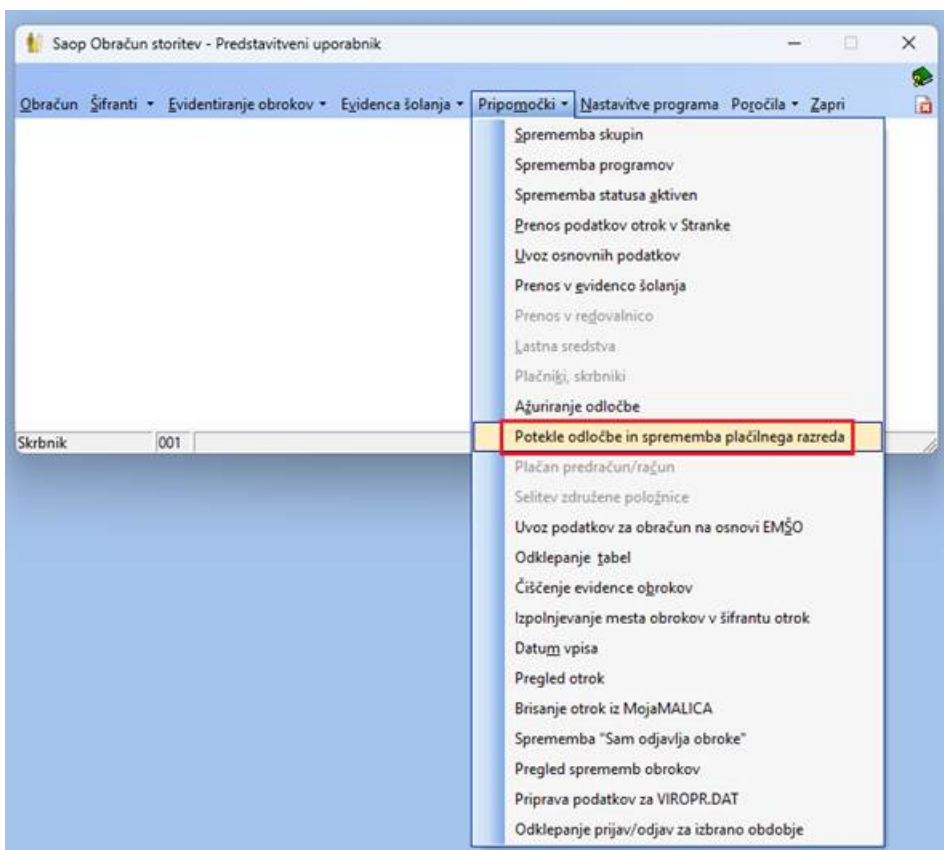 Saop Obračun storitev - Predstavitveni uporabnik
Obračun Šifranti Evidentiranje obrokov Evidenca šolanja Pripomočki Nastavitve programa Poročila Zapri
Sprememba skupin
Sprememba programov
Sprememba statusa aktiven
Prenos podatkov otrok v Stranke
Uvoz osnovnih podatkov
Prenos v evidenco šolanja
Prenos v redovalnico
Lastna sredstva
Plačniki, skrbniki
Ažuriranje odločbe
Potekle odločbe in sprememba plačilnega razreda
Skrbnik 001
Plačan predračun/račun
Selitev združene položnice
Uvoz podatkov za obračun na osnovi EMŠO
Odklepanje tabel
Čiščenje evidence obrokov
Izpolnjevanje mesta obrokov v šifrantu otrok
Datum vpisa
Pregled otrok
Brisanje otrok iz MojaMALICA
Sprememba "Sam odjavlja obroke"
Pregled sprememb obrokov
Priprava podatkov za VIROPR.DAT
Odklepanje prijav/odjav za izbrano obdobje